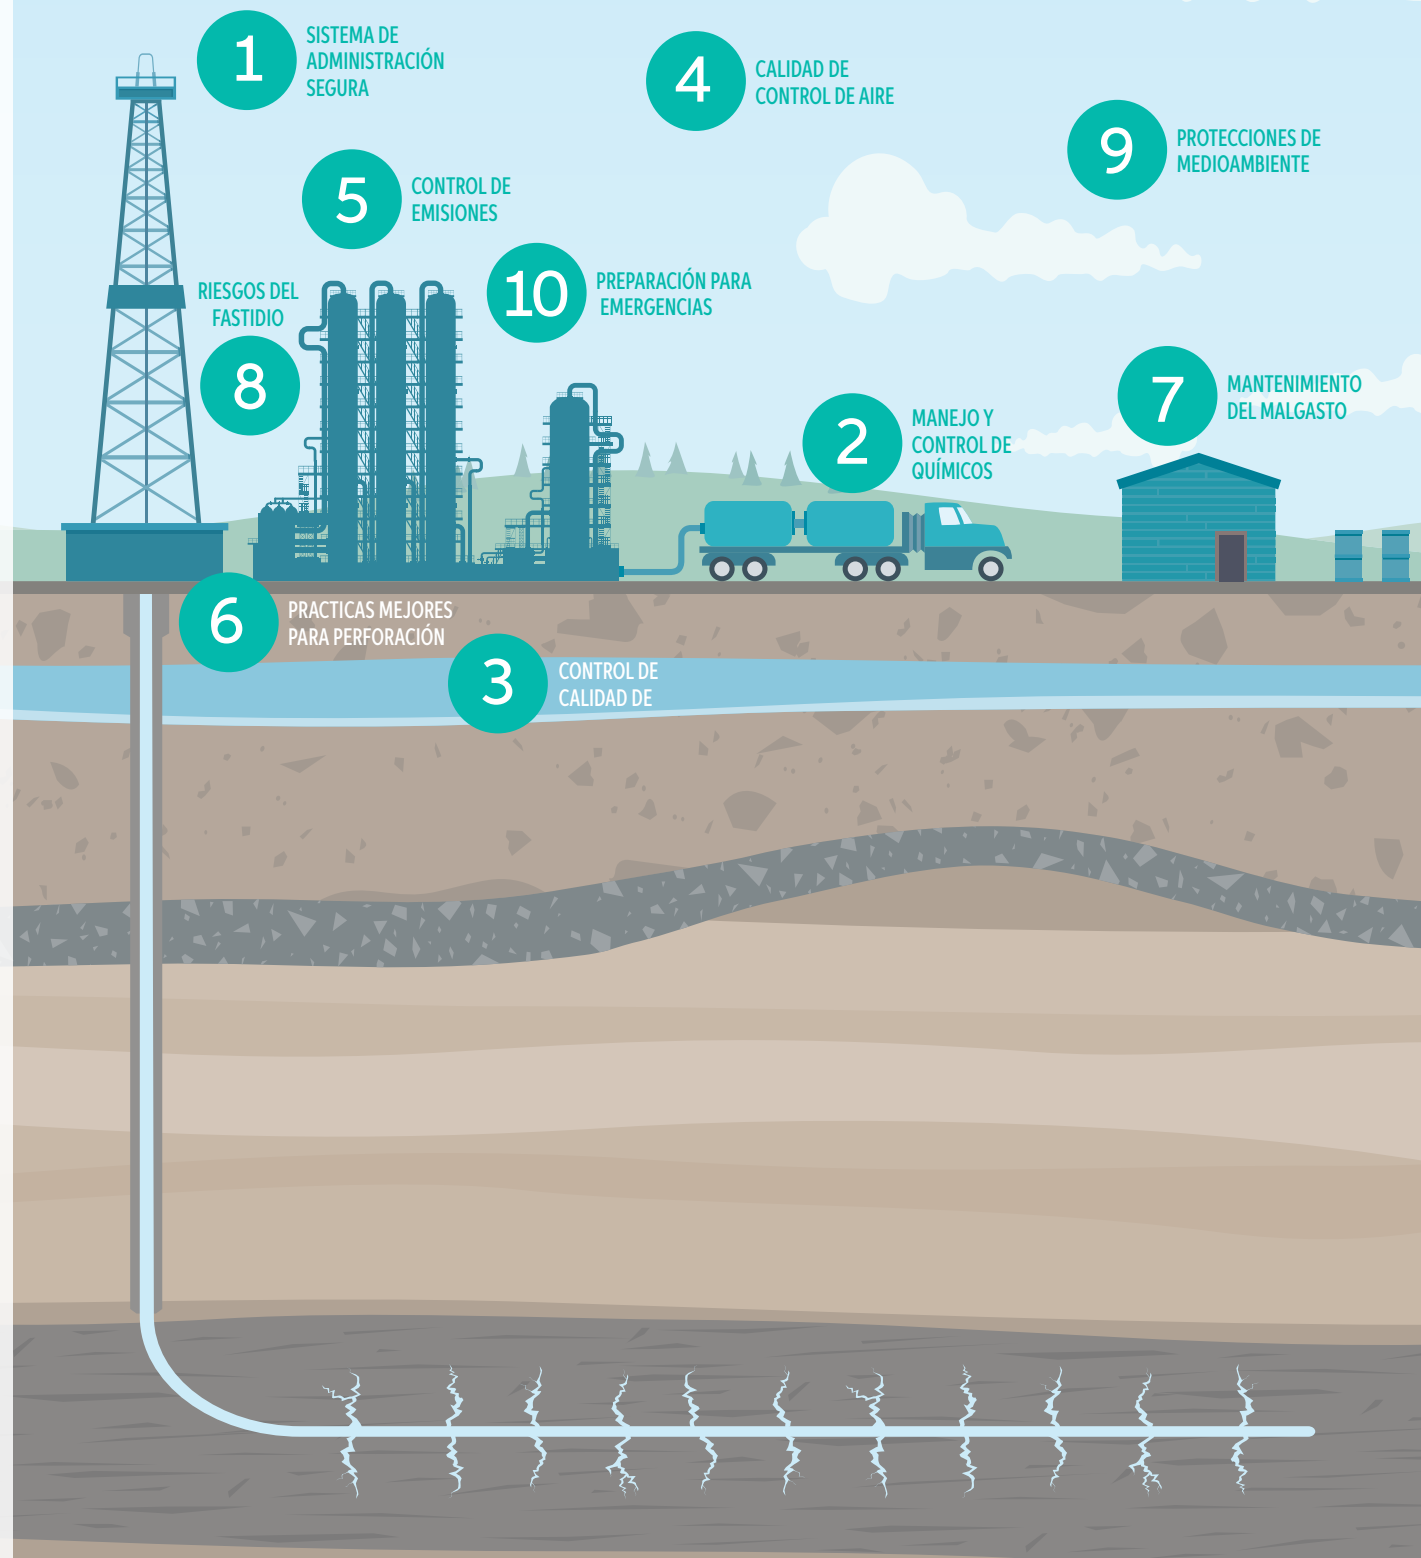 1
SISTEMA DE
ADMINISTRACIÓN
SEGURA
4
CALIDAD DE
CONTROL DE AIRE
9
PROTECCIONES DE
MEDIOAMBIENTE
5
CONTROL DE
EMISIONES
10
PREPARACIÓN PARA
EMERGENCIAS
RIESGOS DEL
FASTIDIO
8
7
MANTENIMIENTO
DEL MALGASTO
2
MANEJO Y
CONTROL DE
QUÍMICOS
6
PRACTICAS MEJORES
PARA PERFORACIÓN
3
CONTROL DE
CALIDAD DE